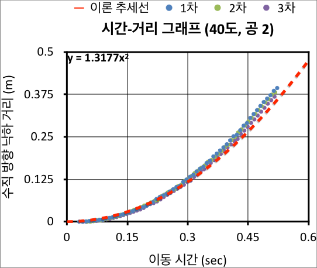 이론 추세선 1차 2차 3차
시간-거리 그래프 (40도, 공 2)
y = 1.3177x²
수직 방향 낙하 거리 (m)
0.5
0.375
0.25
0.125
0
0 0.15 0.3 0.45 0.6
이동 시간 (sec)